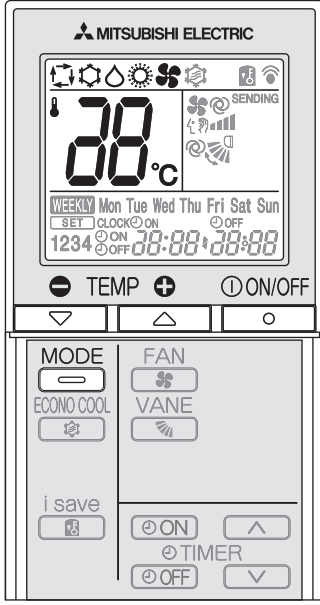 MITSUBISHI ELECTRIC
SENDING
88°C
WEEKLY Mon Tue Wed Thu Fri Sat Sun
SET CLOCK ON OFF
1234 ON OFF 88:88 88:88
TEMP ON/OFF
MODE FAN
ECONO COOL VANE
i save
ON
TIMER
OFF